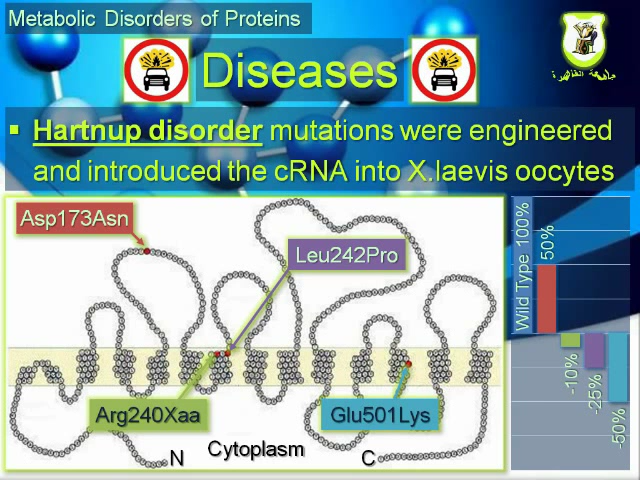 Metabolic Disorders of Proteins
Diseases
جامعة القاهرة
▪ Hartnup disorder mutations were engineered
and introduced the cRNA into X.laevis oocytes
Asp173Asn
Leu242Pro
Arg240Xaa
Glu501Lys
N
Cytoplasm
C
Wild Type 100%
50%
-10%
-25%
-50%